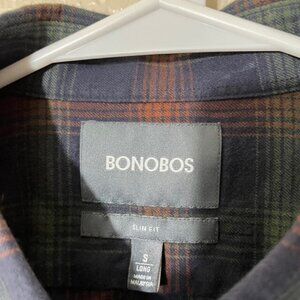 BONOBOS
SLIM FIT
S
LONG
MADE IN
MALAYSIA